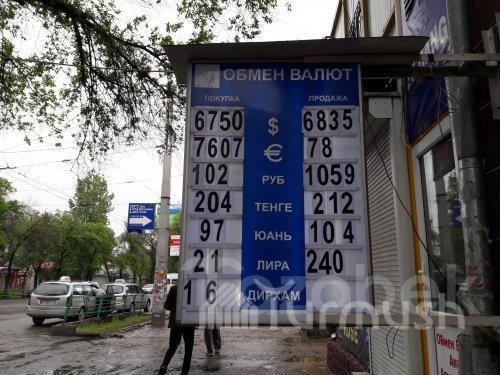 ОБМЕН ВАЛЮТ
ПОКУПКА ПРОДАЖА
6750 $ 6835
7607 € 78
102 РУБ 1059
204 ТЕНГЕ 212
97 ЮАНЬ 104
21 ЛИРА 240
16 ДИРХАМ
Turmush